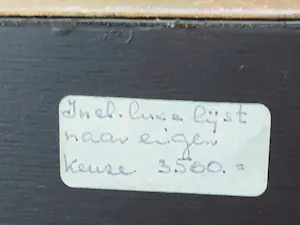 Incl. luxe lijst
naar eigen
keuze 3500.=